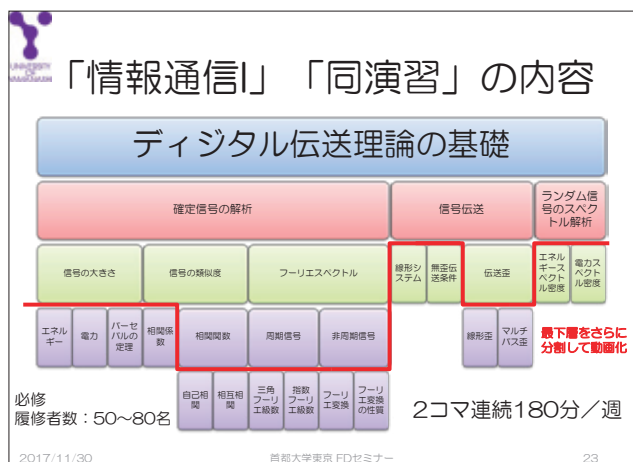 UNIVERSITY
OF
YAMANASHI
「情報通信I」「同演習」の内容
ディジタル伝送理論の基礎
確定信号の解析
信号伝送
ランダム信
号のスペク
トル解析
信号の大きさ
信号の類似度
フーリエスペクトル
線形シ
ステム
無歪伝
送条件
伝送歪
エネル
ギースペ
クトル密度
電力ス
ペクト
ル密度
エネル
ギー
電力
パーセ
バルの
定理
相関係
数
相関関数
周期信号
非周期信号
線形歪
マルチ
パス歪
最下層をさらに
分割して動画化
自己相
関
相互相
関
三角
フーリ
エ級数
指数
フーリ
エ級数
フーリ
エ変換
フーリ
エ変換
の性質
必修
履修者数：50～80名
2コマ連続180分／週
2017/11/30
首都大学東京 FDセミナー
23